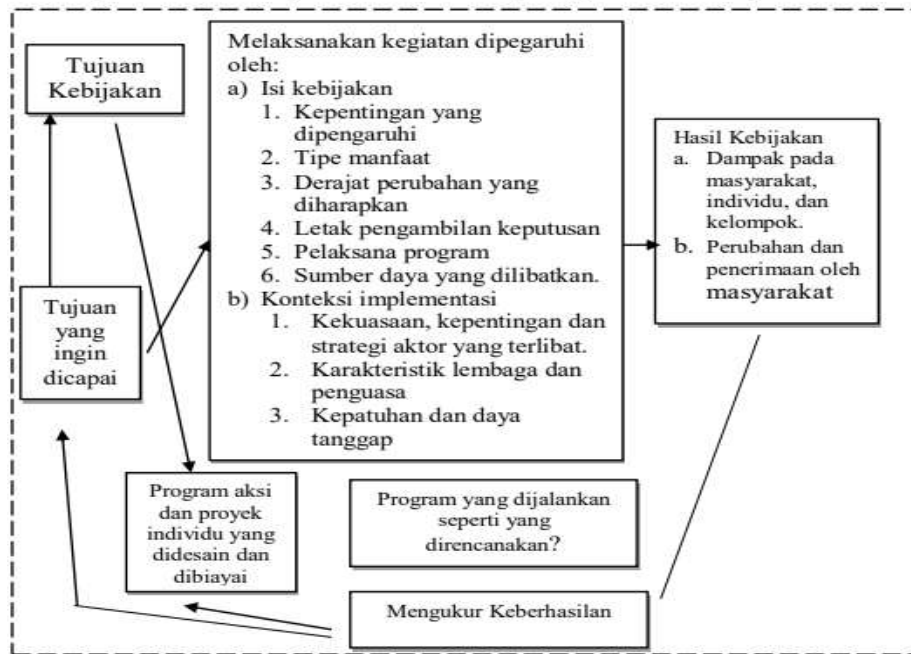 Tujuan
Kebijakan
Melaksanakan kegiatan dipegaruhi
oleh:
a) Isi kebijakan
1. Kepentingan yang
dipengaruhi
2. Tipe manfaat
3. Derajat perubahan yang
diharapkan
4. Letak pengambilan keputusan
5. Pelaksana program
6. Sumber daya yang dilibatkan.
b) Konteksi implementasi
1. Kekuasaan, kepentingan dan
strategi aktor yang terlibat.
2. Karakteristik lembaga dan
penguasa
3. Kepatuhan dan daya
tanggap
Hasil Kebijakan
a. Dampak pada
masyarakat,
individu, dan
kelompok.
b. Perubahan dan
penerimaan oleh
masyarakat
Tujuan
yang
ingin
dicapai
Program aksi
dan proyek
individu yang
didesain dan
dibiayai
Program yang dijalankan
seperti yang
direncanakan?
Mengukur Keberhasilan